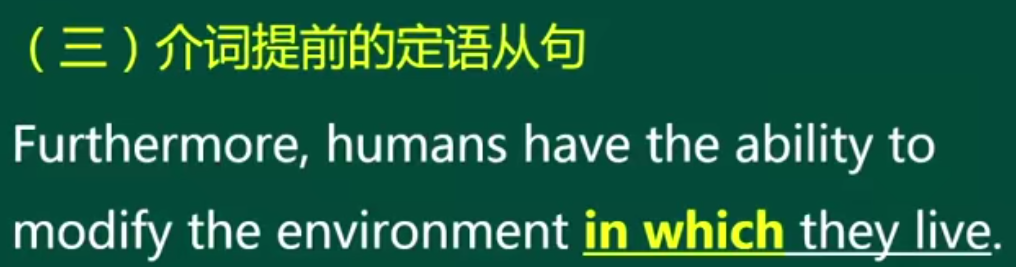 （三）介词提前的定语从句
Furthermore, humans have the ability to
modify the environment in which they live.